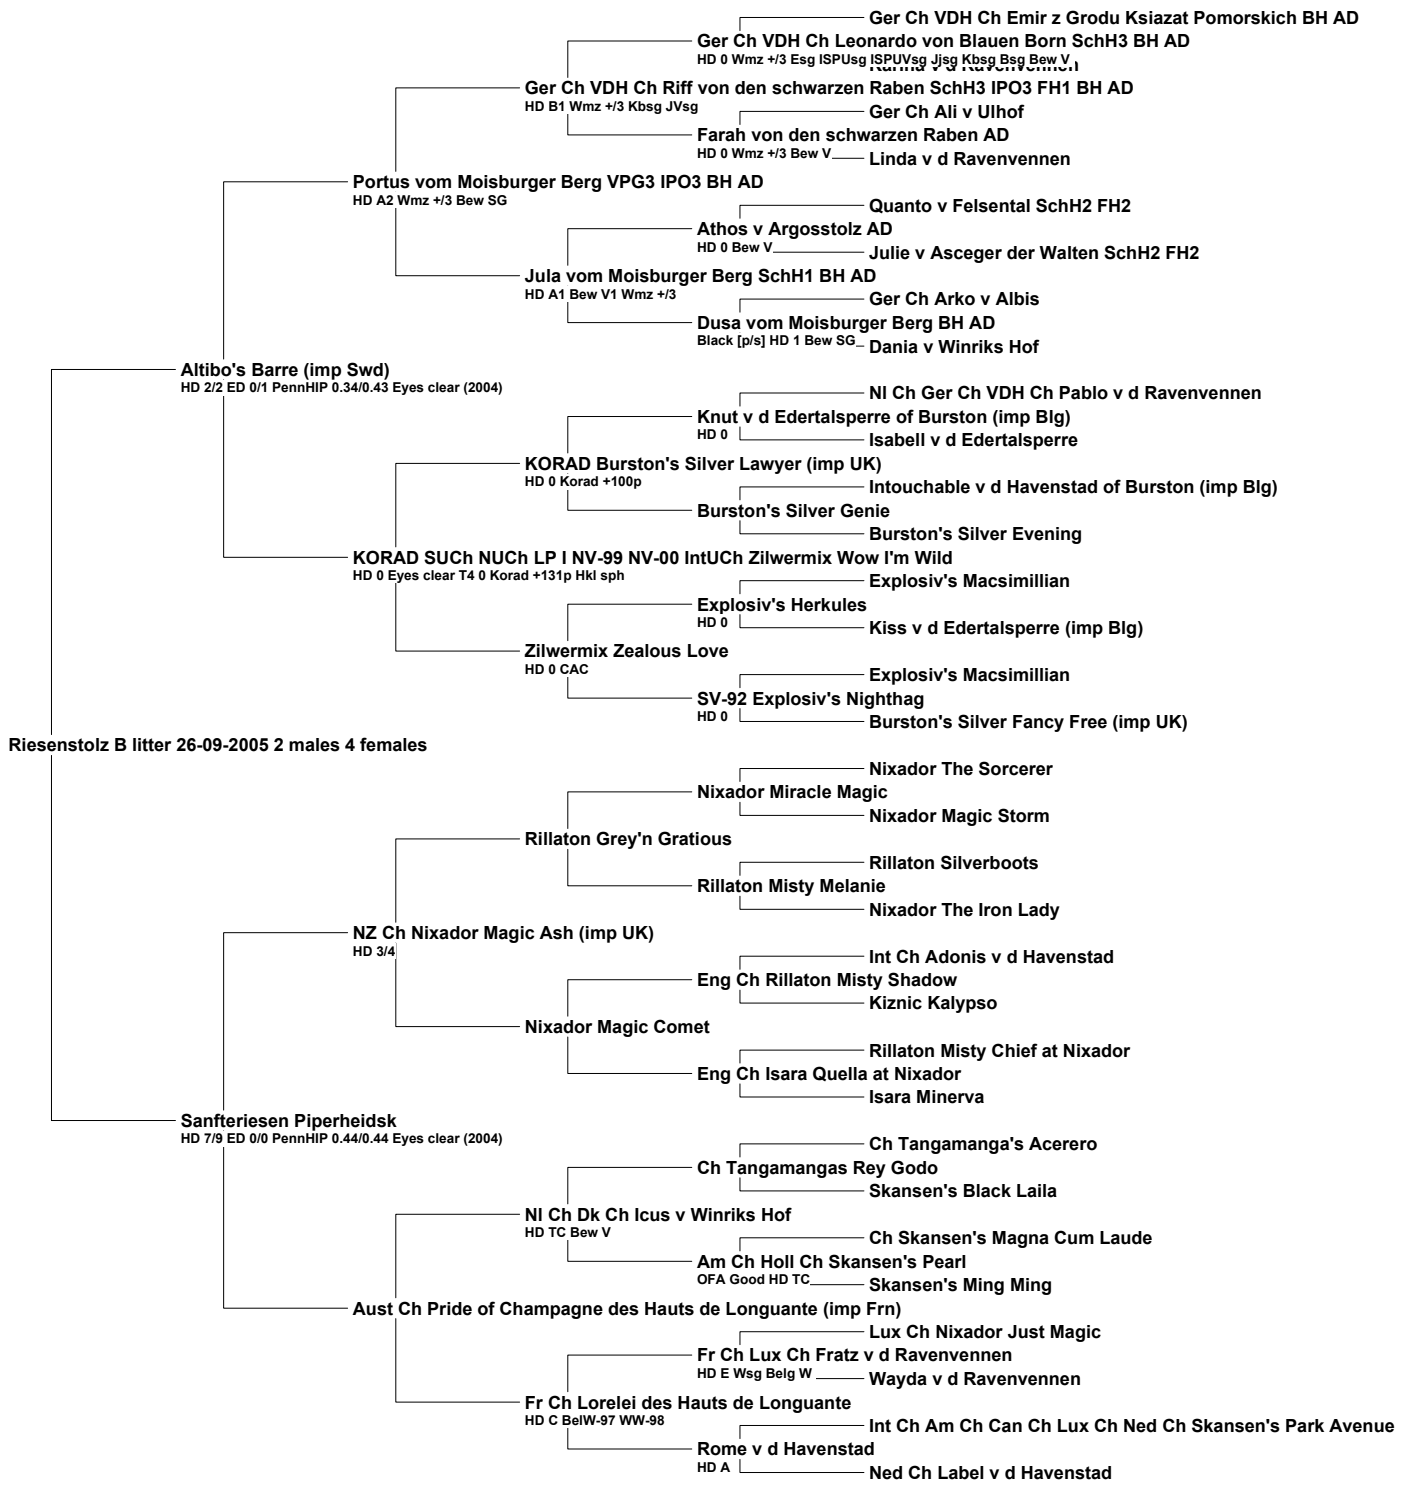 Ger Ch VDH Ch Emir z Grodu Ksiazat Pomorskich BH AD
Ger Ch VDH Ch Leonardo von Blauen Born SchH3 BH AD
HD 0 Wmz +/3 Esg ISPUsg ISPUVsg Jjsg Kbsg Bsg Bew V
Karina v d Ravenvennen
Ger Ch VDH Ch Riff von den schwarzen Raben SchH3 IPO3 FH1 BH AD
HD B1 Wmz +/3 Kbsg JVsg
Ger Ch Ali v Ulhof
Farah von den schwarzen Raben AD
HD 0 Wmz +/3 Bew V
Linda v d Ravenvennen
Portus vom Moisburger Berg VPG3 IPO3 BH AD
HD A2 Wmz +/3 Bew SG
Quanto v Felsental SchH2 FH2
Athos v Argosstolz AD
HD 0 Bew V
Julie v Asceger der Walten SchH2 FH2
Jula vom Moisburger Berg SchH1 BH AD
HD A1 Bew V1 Wmz +/3
Ger Ch Arko v Albis
Dusa vom Moisburger Berg BH AD
Black [p/s] HD 1 Bew SG
Dania v Winriks Hof
Altibo's Barre (imp Swd)
HD 2/2 ED 0/1 PennHIP 0.34/0.43 Eyes clear (2004)
Nl Ch Ger Ch VDH Ch Pablo v d Ravenvennen
Knut v d Edertalsperre of Burston (imp Blg)
HD 0
Isabell v d Edertalsperre
KORAD Burston's Silver Lawyer (imp UK)
HD 0 Korad +100p
Intouchable v d Havenstad of Burston (imp Blg)
Burston's Silver Genie
Burston's Silver Evening
KORAD SUCh NUCh LP I NV-99 NV-00 IntUCh Zilwermix Wow I'm Wild
HD 0 Eyes clear T4 0 Korad +131p Hkl sph
Explosiv's Macsimillian
Explosiv's Herkules
HD 0
Kiss v d Edertalsperre (imp Blg)
Zilwermix Zealous Love
HD 0 CAC
Explosiv's Macsimillian
SV-92 Explosiv's Nighthag
HD 0
Burston's Silver Fancy Free (imp UK)
Riesenstolz B litter 26-09-2005 2 males 4 females
Nixador The Sorcerer
Nixador Miracle Magic
Nixador Magic Storm
Rillaton Grey'n Gratious
Rillaton Silverboots
Rillaton Misty Melanie
Nixador The Iron Lady
NZ Ch Nixador Magic Ash (imp UK)
HD 3/4
Int Ch Adonis v d Havenstad
Eng Ch Rillaton Misty Shadow
Kiznic Kalypso
Nixador Magic Comet
Rillaton Misty Chief at Nixador
Eng Ch Isara Quella at Nixador
Isara Minerva
Sanfteriesen Piperheidsk
HD 7/9 ED 0/0 PennHIP 0.44/0.44 Eyes clear (2004)
Ch Tangamanga's Acerero
Ch Tangamangas Rey Godo
Skansen's Black Laila
Nl Ch Dk Ch Icus v Winriks Hof
HD TC Bew V
Ch Skansen's Magna Cum Laude
Am Ch Holl Ch Skansen's Pearl
OFA Good HD TC
Skansen's Ming Ming
Aust Ch Pride of Champagne des Hauts de Longuante (imp Frn)
Lux Ch Nixador Just Magic
Fr Ch Lux Ch Fratz v d Ravenvennen
HD E Wsg Belg W
Wayda v d Ravenvennen
Fr Ch Lorelei des Hauts de Longuante
HD C BelW-97 WW-98
Int Ch Am Ch Can Ch Lux Ch Ned Ch Skansen's Park Avenue
Rome v d Havenstad
HD A
Ned Ch Label v d Havenstad